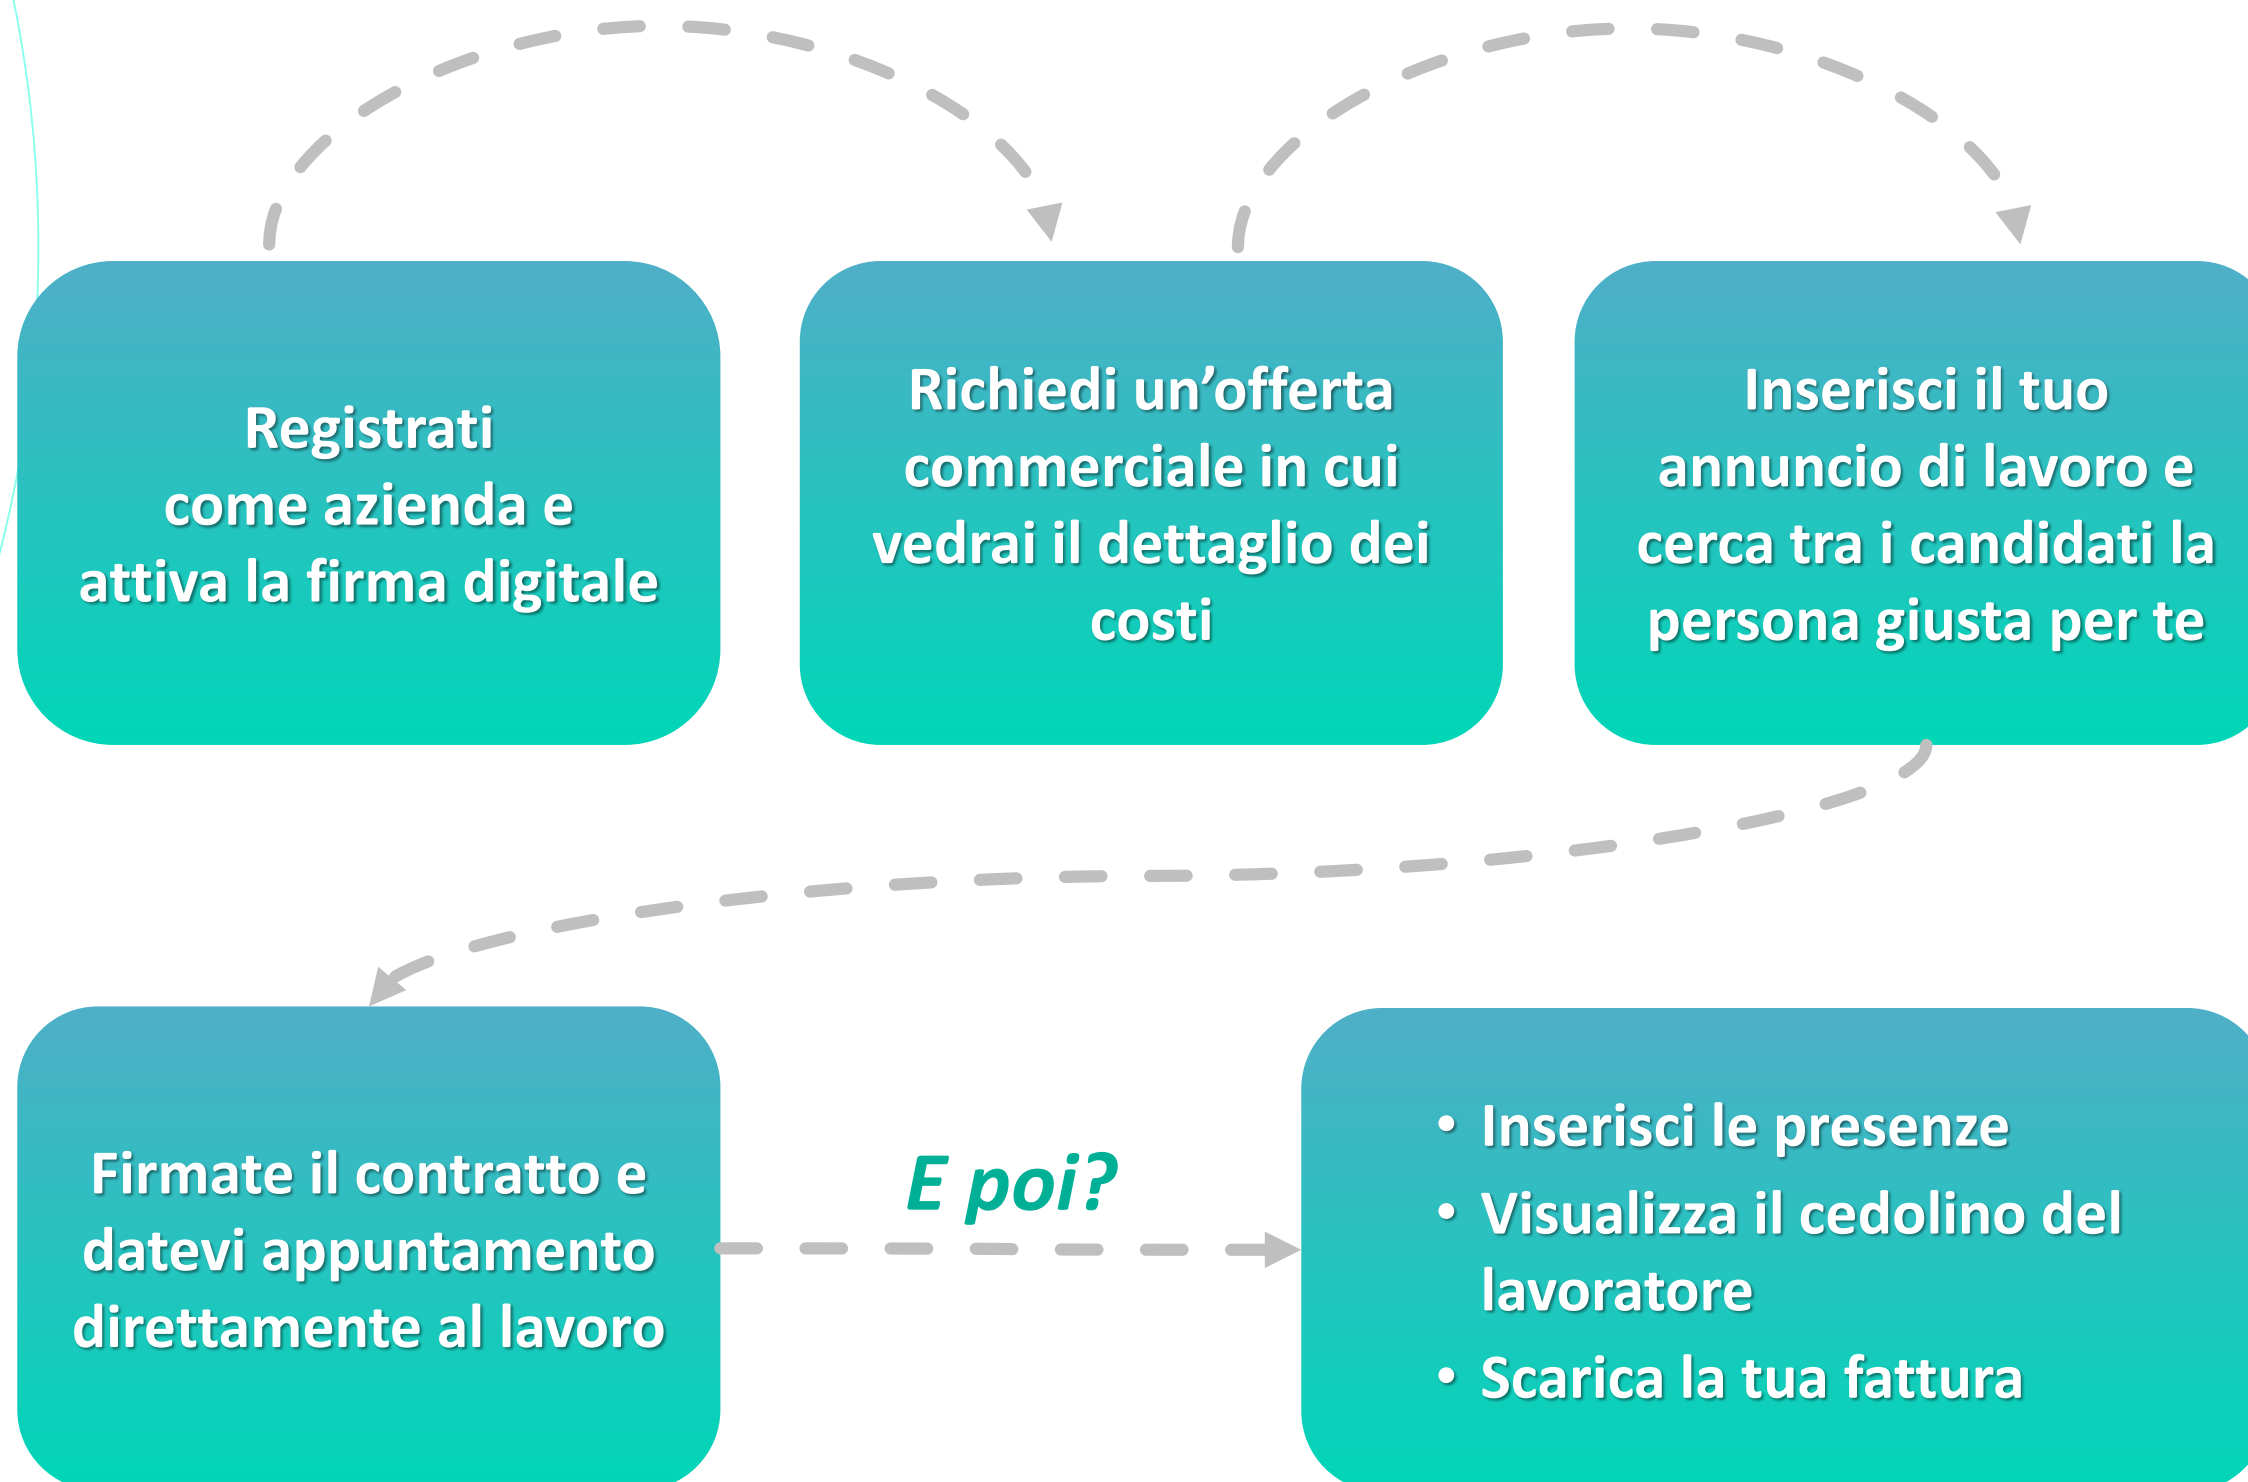 Registrati
come azienda e
attiva la firma digitale
Richiedi un’offerta
commerciale in cui
vedrai il dettaglio dei
costi
Inserisci il tuo
annuncio di lavoro e
cerca tra i candidati la
persona giusta per te
Firmate il contratto e
datevi appuntamento
direttamente al lavoro
E poi?
• Inserisci le presenze
• Visualizza il cedolino del
lavoratore
• Scarica la tua fattura